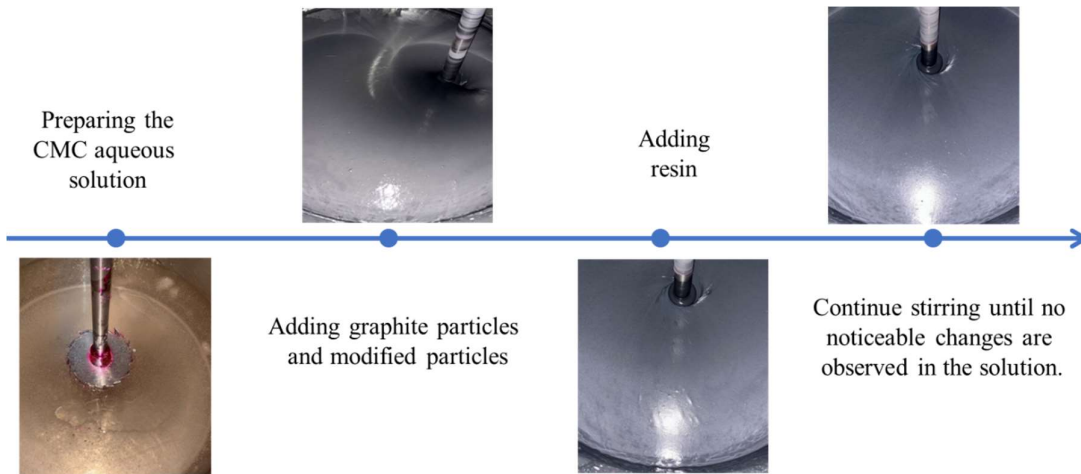 Preparing the
CMC aqueous
solution
Adding graphite particles
and modified particles
Adding
resin
Continue stirring until no
noticeable changes are
observed in the solution.